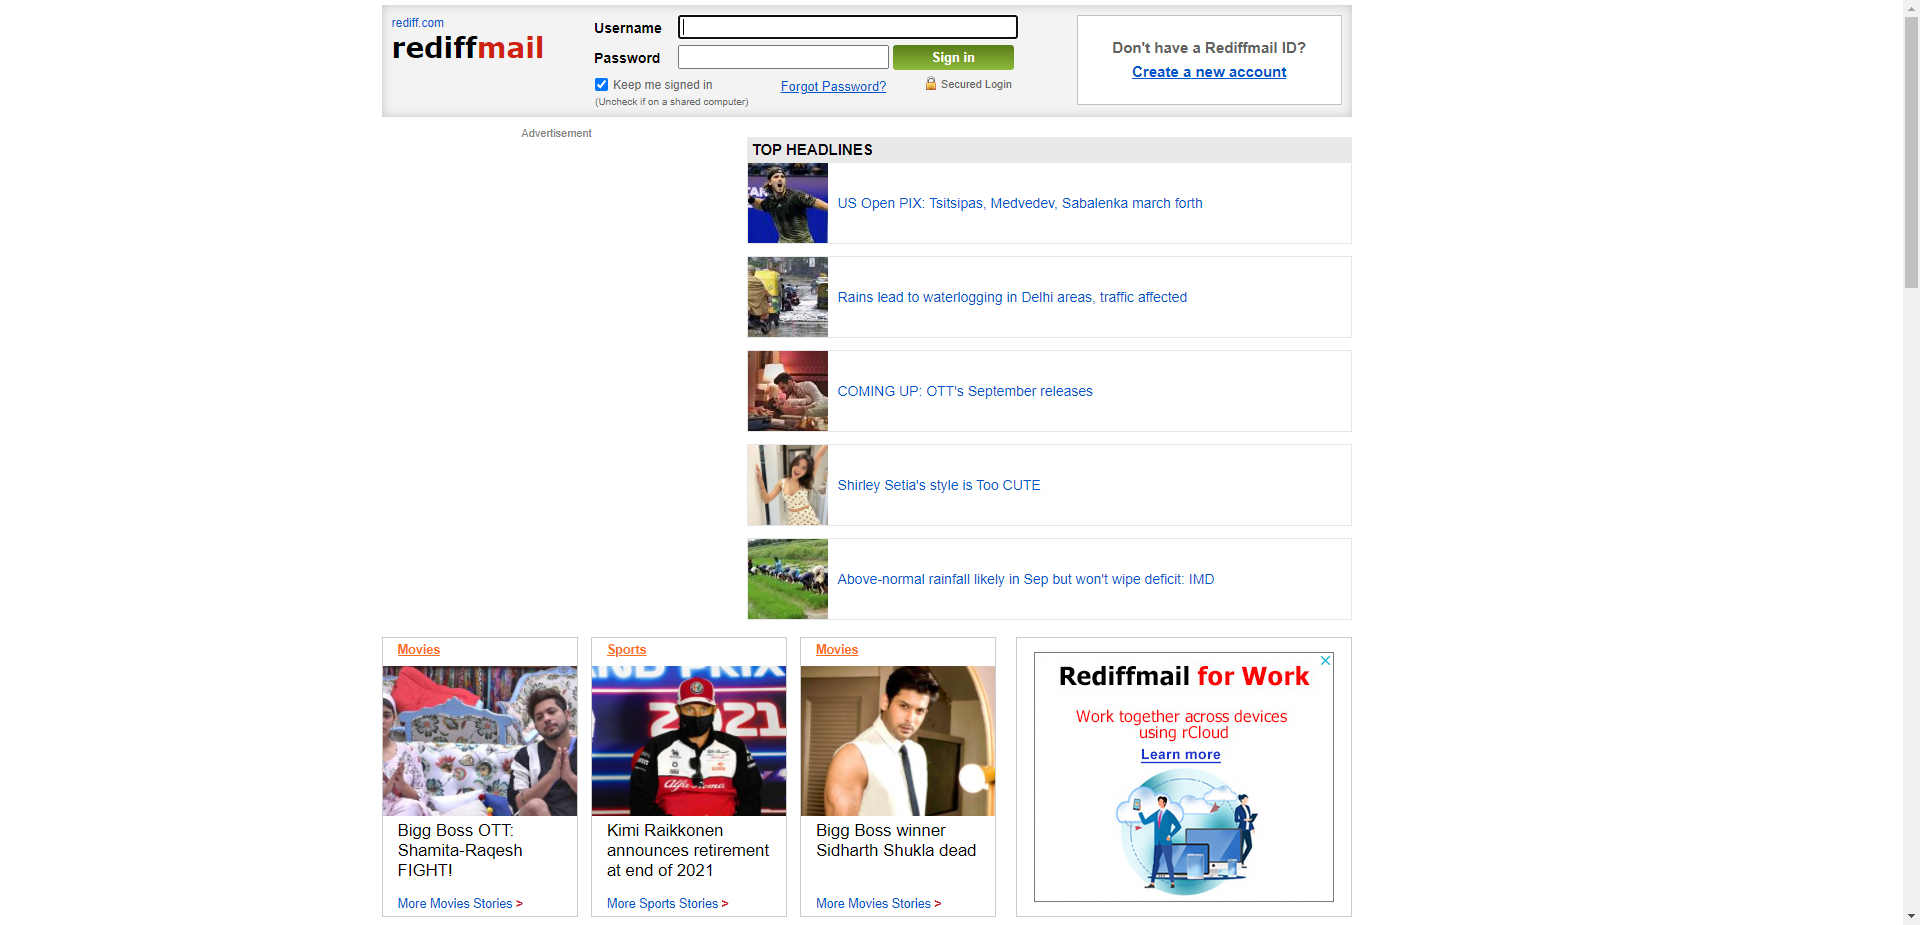 rediff.com
rediffmail
Username
Password
Sign in
Keep me signed in
(Uncheck if on a shared computer)
Forgot Password?
Secured Login
Don't have a Rediffmail ID?
Create a new account
Advertisement
TOP HEADLINES
US Open PIX: Tsitsipas, Medvedev, Sabalenka march forth
Rains lead to waterlogging in Delhi areas, traffic affected
COMING UP: OTT's September releases
Shirley Setia's style is Too CUTE
Above-normal rainfall likely in Sep but won't wipe deficit: IMD
Movies
Bigg Boss OTT:
Shamita-Raqesh
FIGHT!
More Movies Stories >
Sports
2021
Alfa Romeo
Kimi Raikkonen
announces retirement
at end of 2021
More Sports Stories >
Movies
Bigg Boss winner
Sidharth Shukla dead
More Movies Stories >
Rediffmail for Work
Work together across devices
using rCloud
Learn more